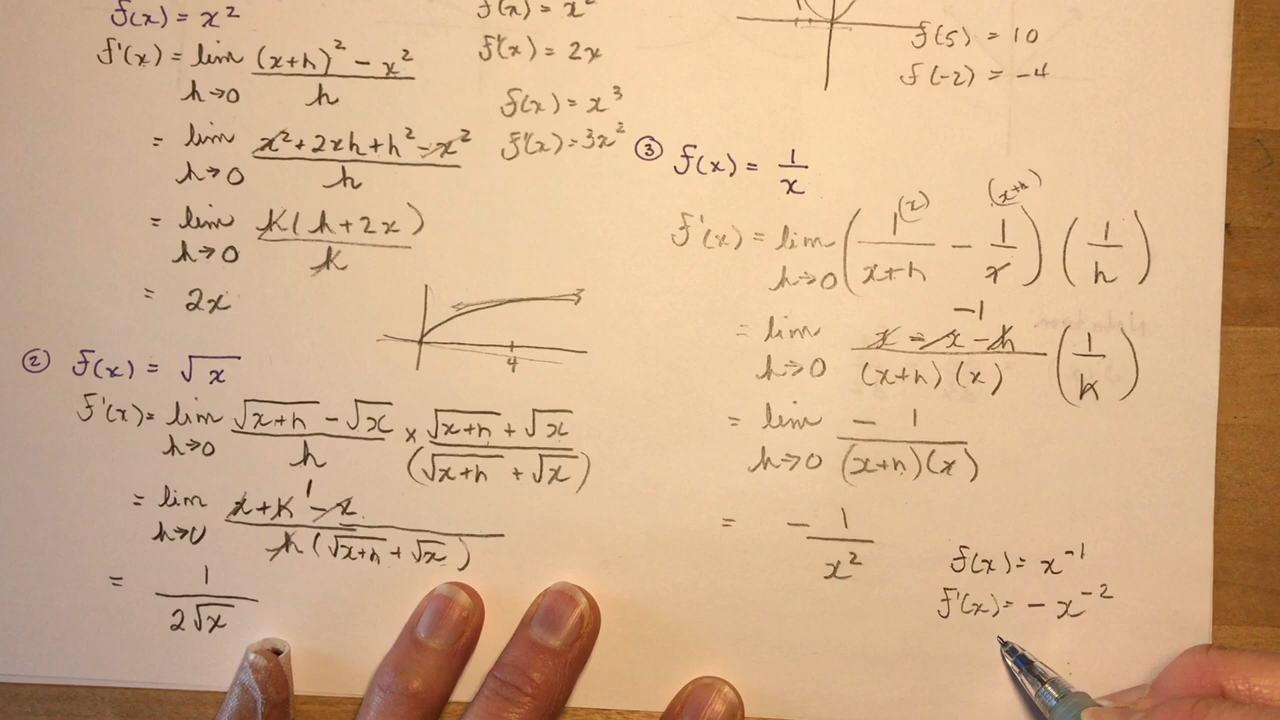 f(x) = x²
f'(x) = lim h→0 ((x+h)² - x²)/h
= lim h→0 (x² + 2xh + h² - x²)/h
= lim h→0 h(h+2x)/h
= 2x
f(x) = x²
f'(x) = 2x
f(x) = x³
f'(x) = 3x²
4
② f(x) = √x
f'(x) = lim h→0 (√(x+h) - √x)/h × (√(x+h) + √x)/(√(x+h) + √x)
= lim h→0 (x + h 1 - x)/(h(√(x+h) + √x))
= 1/(2√x)
f(5) = 10
f(-2) = -4
③ f(x) = 1/x
f'(x) = lim h→0 (1(x)/(x+h) - 1(x+h)/x) (1/h)
-1
= lim h→0 (x - x - h)/((x+h)(x)) (1/h)
= lim h→0 -1/((x+h)(x))
= -1/x²
f(x) = x⁻¹
f'(x) = -x⁻²